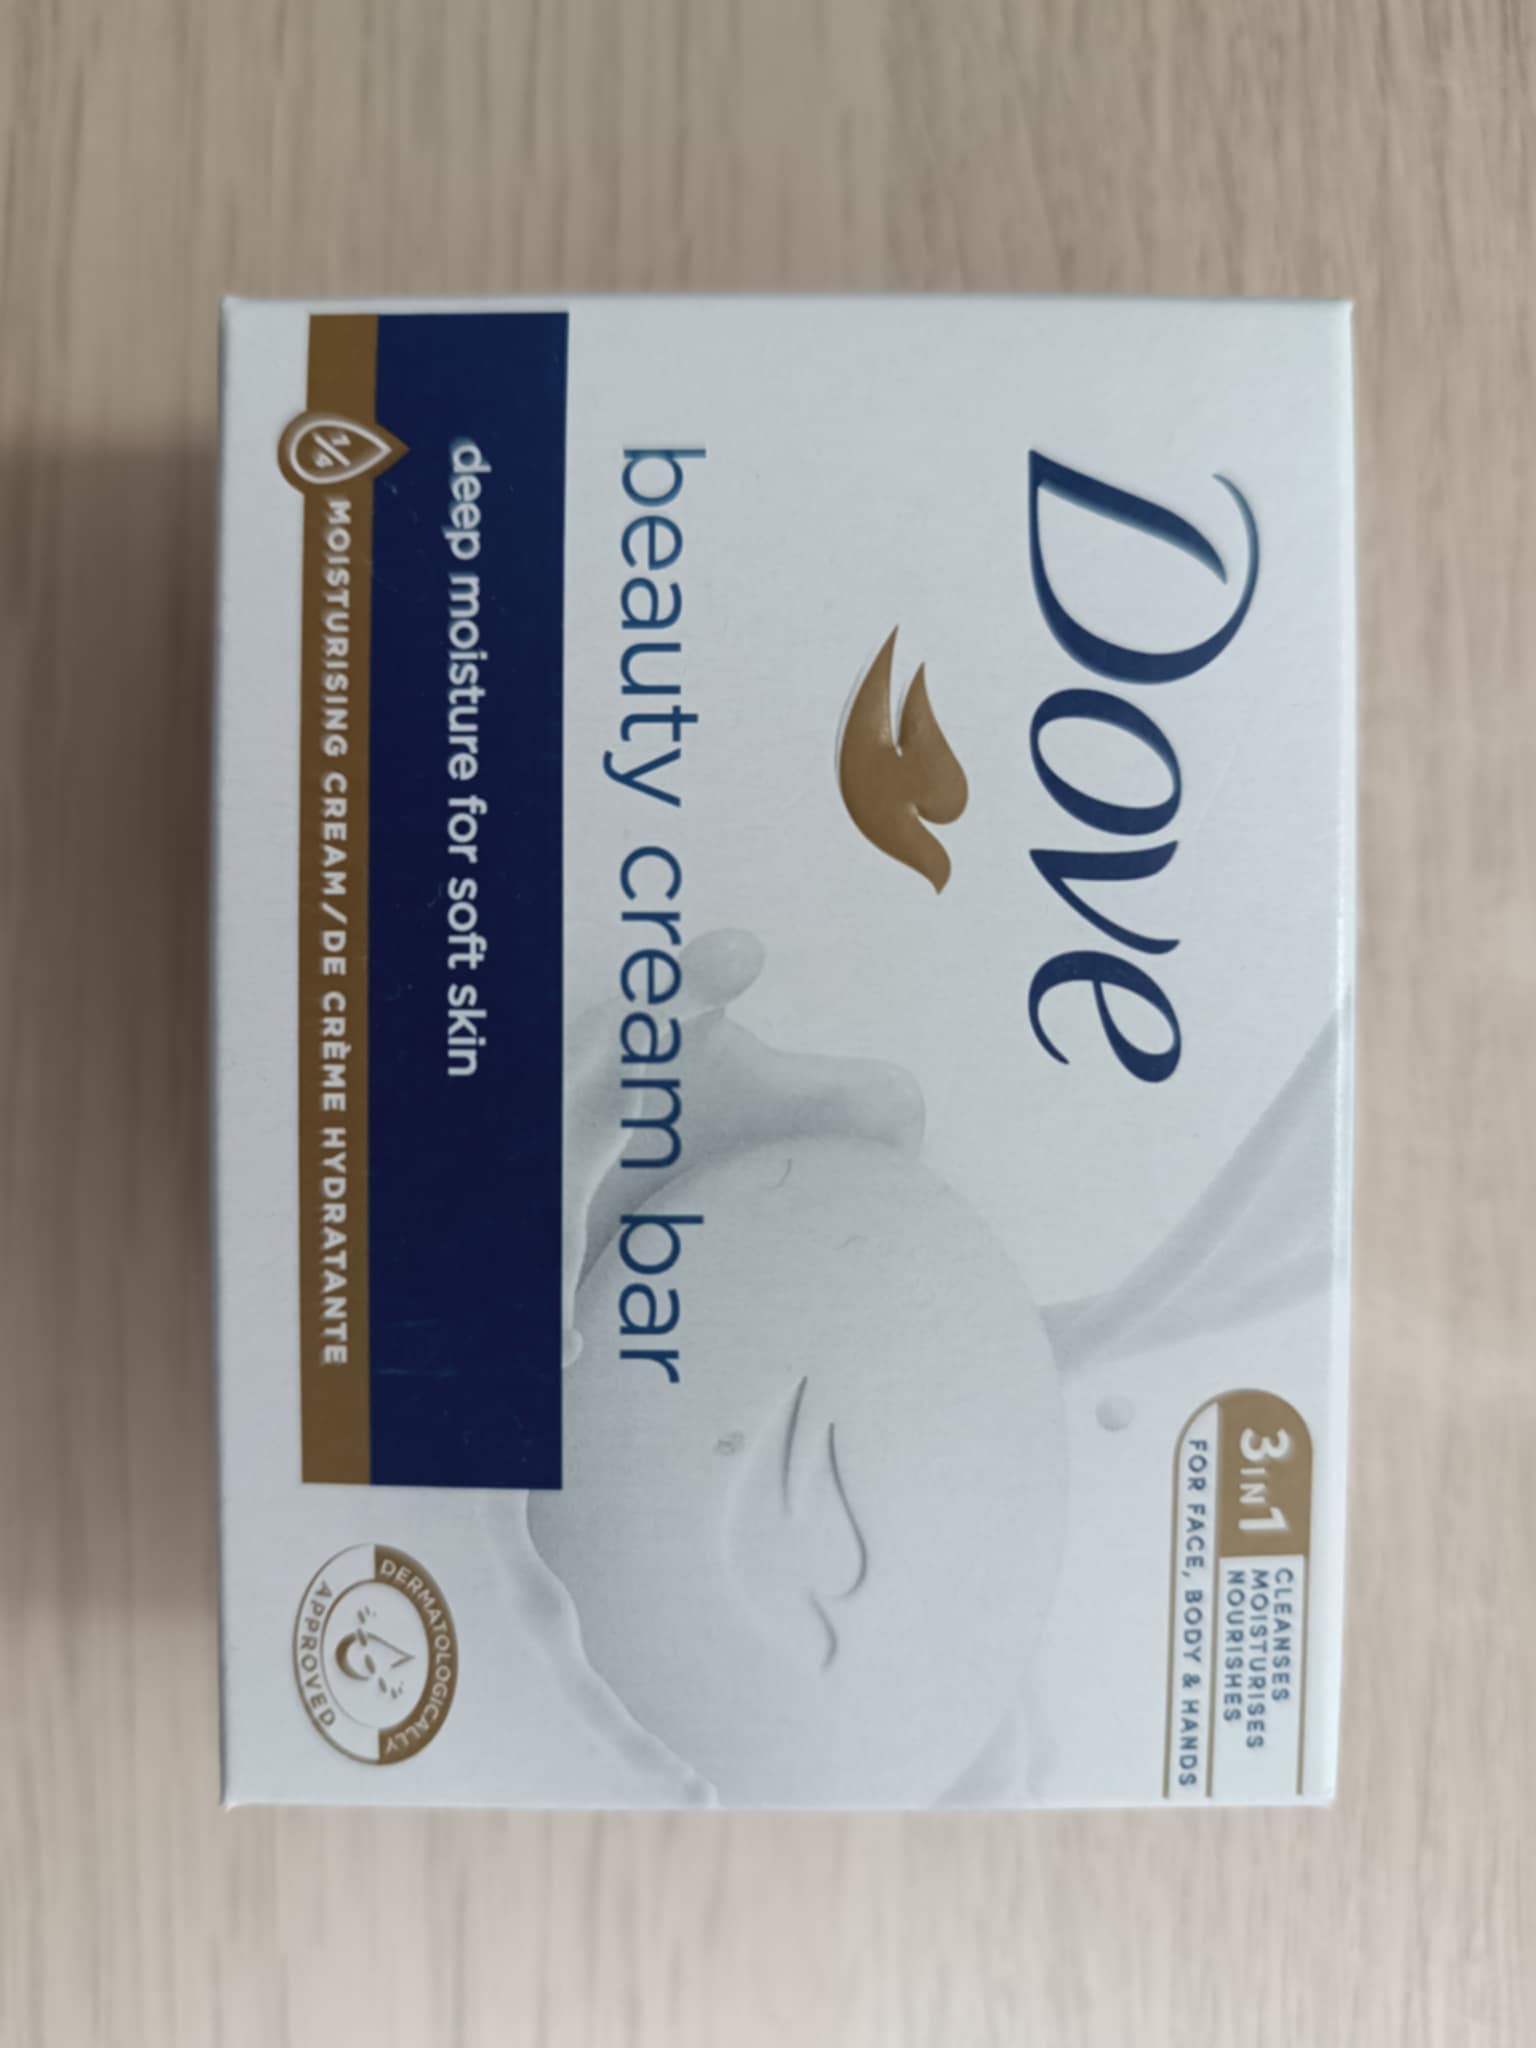 Dove
3 IN 1
CLEANSES
MOISTURISES
NOURISHES
FOR FACE, BODY & HANDS
beauty cream bar
deep moisture for soft skin
1/4 MOISTURISING CREAM/DE CRÈME HYDRATANTE
DERMATOLOGICALLY
APPROVED